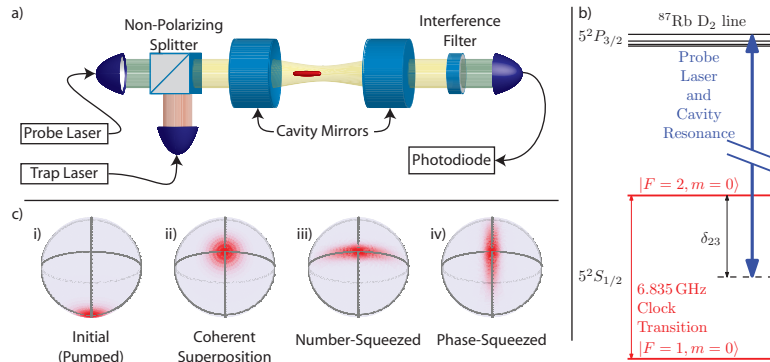 a)
Non-Polarizing
Splitter
Interference
Filter
Probe Laser
Trap Laser
Cavity Mirrors
Photodiode
c)
i)
ii)
iii)
iv)
Initial
(Pumped)
Coherent
Superposition
Number-Squeezed
Phase-Squeezed
b)
⁸⁷Rb D₂ line
5²P₃/₂
Probe
Laser
and
Cavity
Resonance
|F = 2, m = 0⟩
δ₂₃
5²S₁/₂
6.835 GHz
Clock
Transition
|F = 1, m = 0⟩